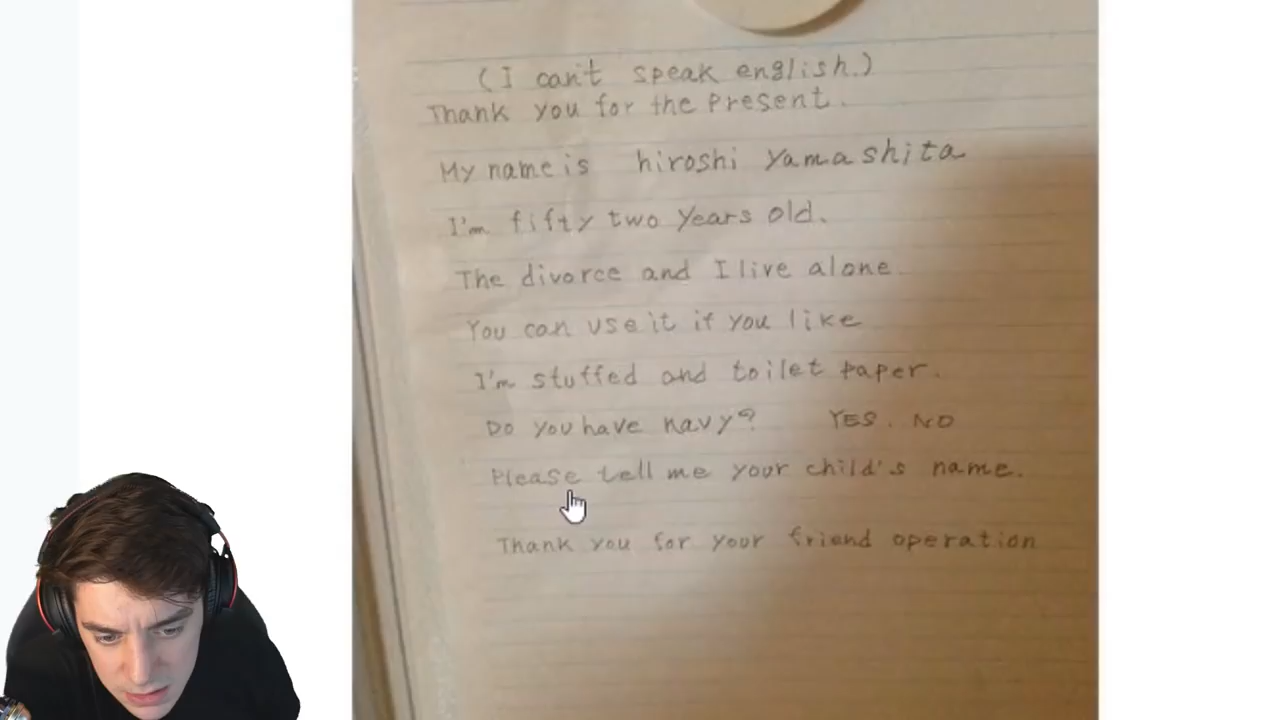 (I can't speak english.)
Thank you for the present.
My name is hiroshi yamashita
I'm fifty two years old.
The divorce and I live alone.
You can use it if you like
I'm stuffed and toilet paper.
Do you have navy? YES. NO
Please tell me your child's name.
Thank you for your friend operation